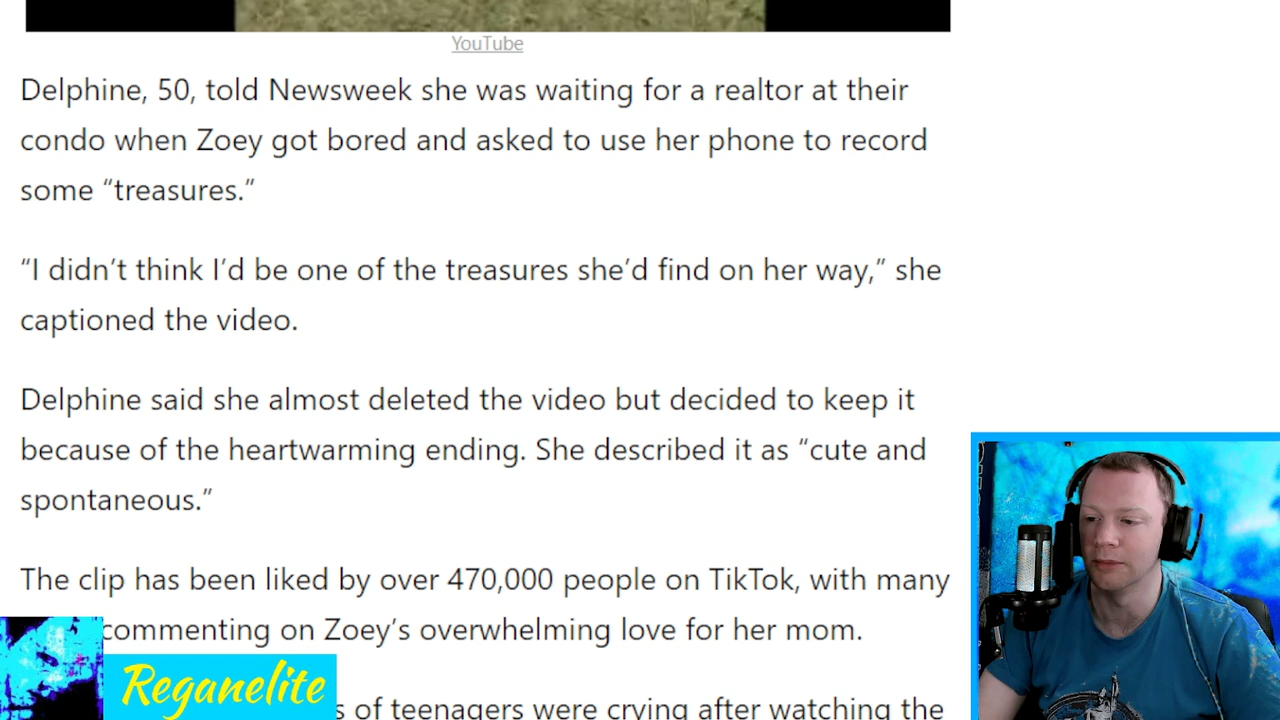 YouTube
Delphine, 50, told Newsweek she was waiting for a realtor at their
condo when Zoey got bored and asked to use her phone to record
some “treasures.”
“I didn’t think I’d be one of the treasures she’d find on her way,” she
captioned the video.
Delphine said she almost deleted the video but decided to keep it
because of the heartwarming ending. She described it as “cute and
spontaneous.”
The clip has been liked by over 470,000 people on TikTok, with many
commenting on Zoey’s overwhelming love for her mom.
Reganelite
of teenagers were crying after watching the